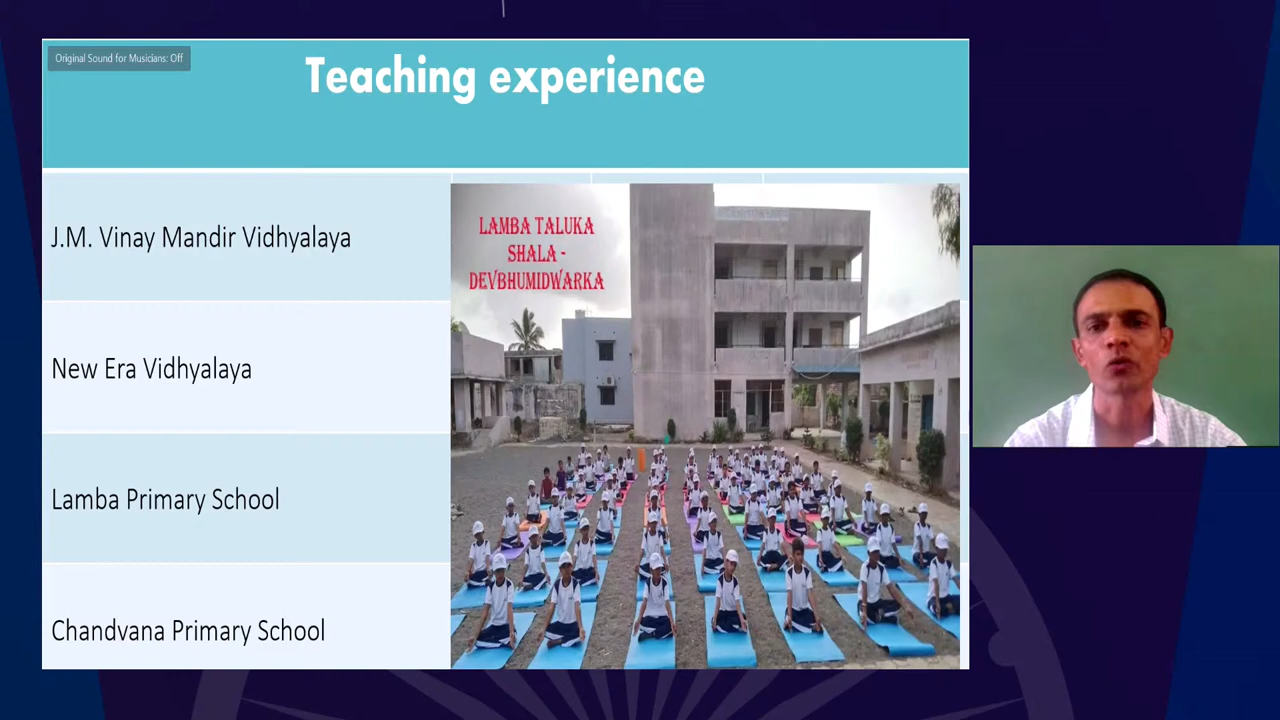 Original Sound for Musicians: Off
Teaching experience
J.M. Vinay Mandir Vidhyalaya
LAMBA TALUKA
SHALA -
DEVBHUMIDWARKA
New Era Vidhyalaya
Lamba Primary School
Chandvana Primary School